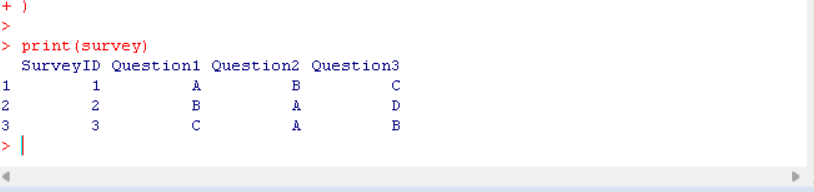 + )
>
> print(survey)
  SurveyID Question1 Question2 Question3
1        1         A         B         C
2        2         B         A         D
3        3         C         A         B
>